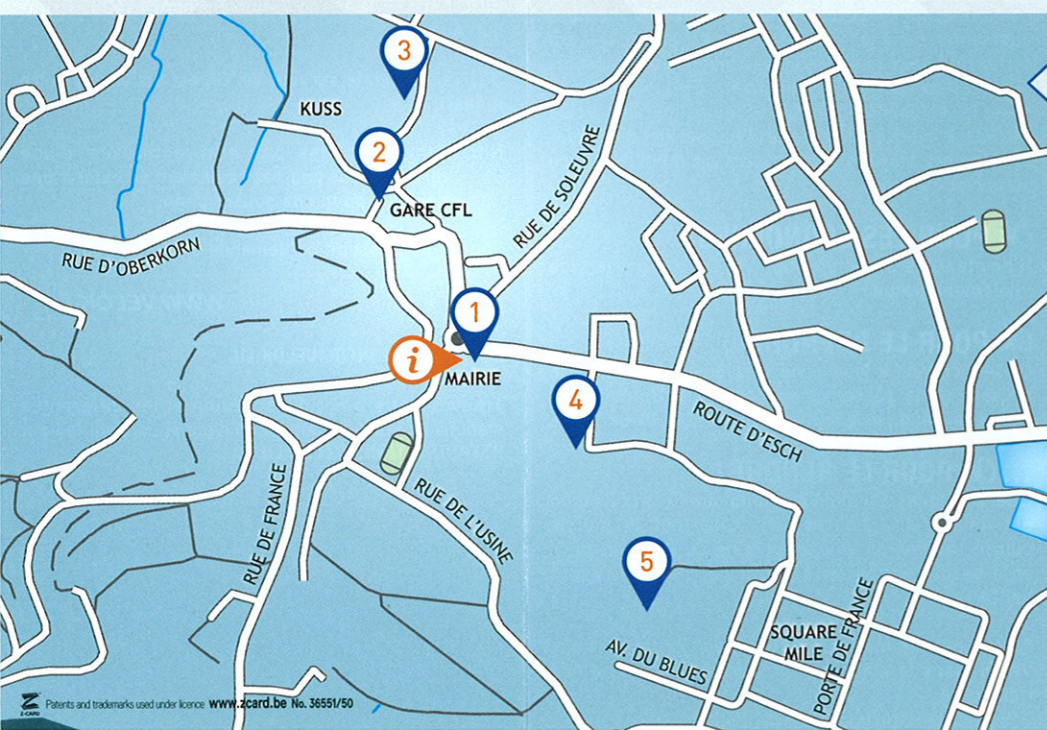 3
KUSS
2
GARE CFL
RUE DE SOLEUVRE
RUE D'OBERKORN
1
i
MAIRIE
4
ROUTE D'ESCH
RUE DE FRANCE
RUE DE L'USINE
5
SQUARE
MILE
PORTE DE FRANCE
AV. DU BLUES
Z-CARD
Patents and trademarks used under licence www.zcard.be No. 36551/50